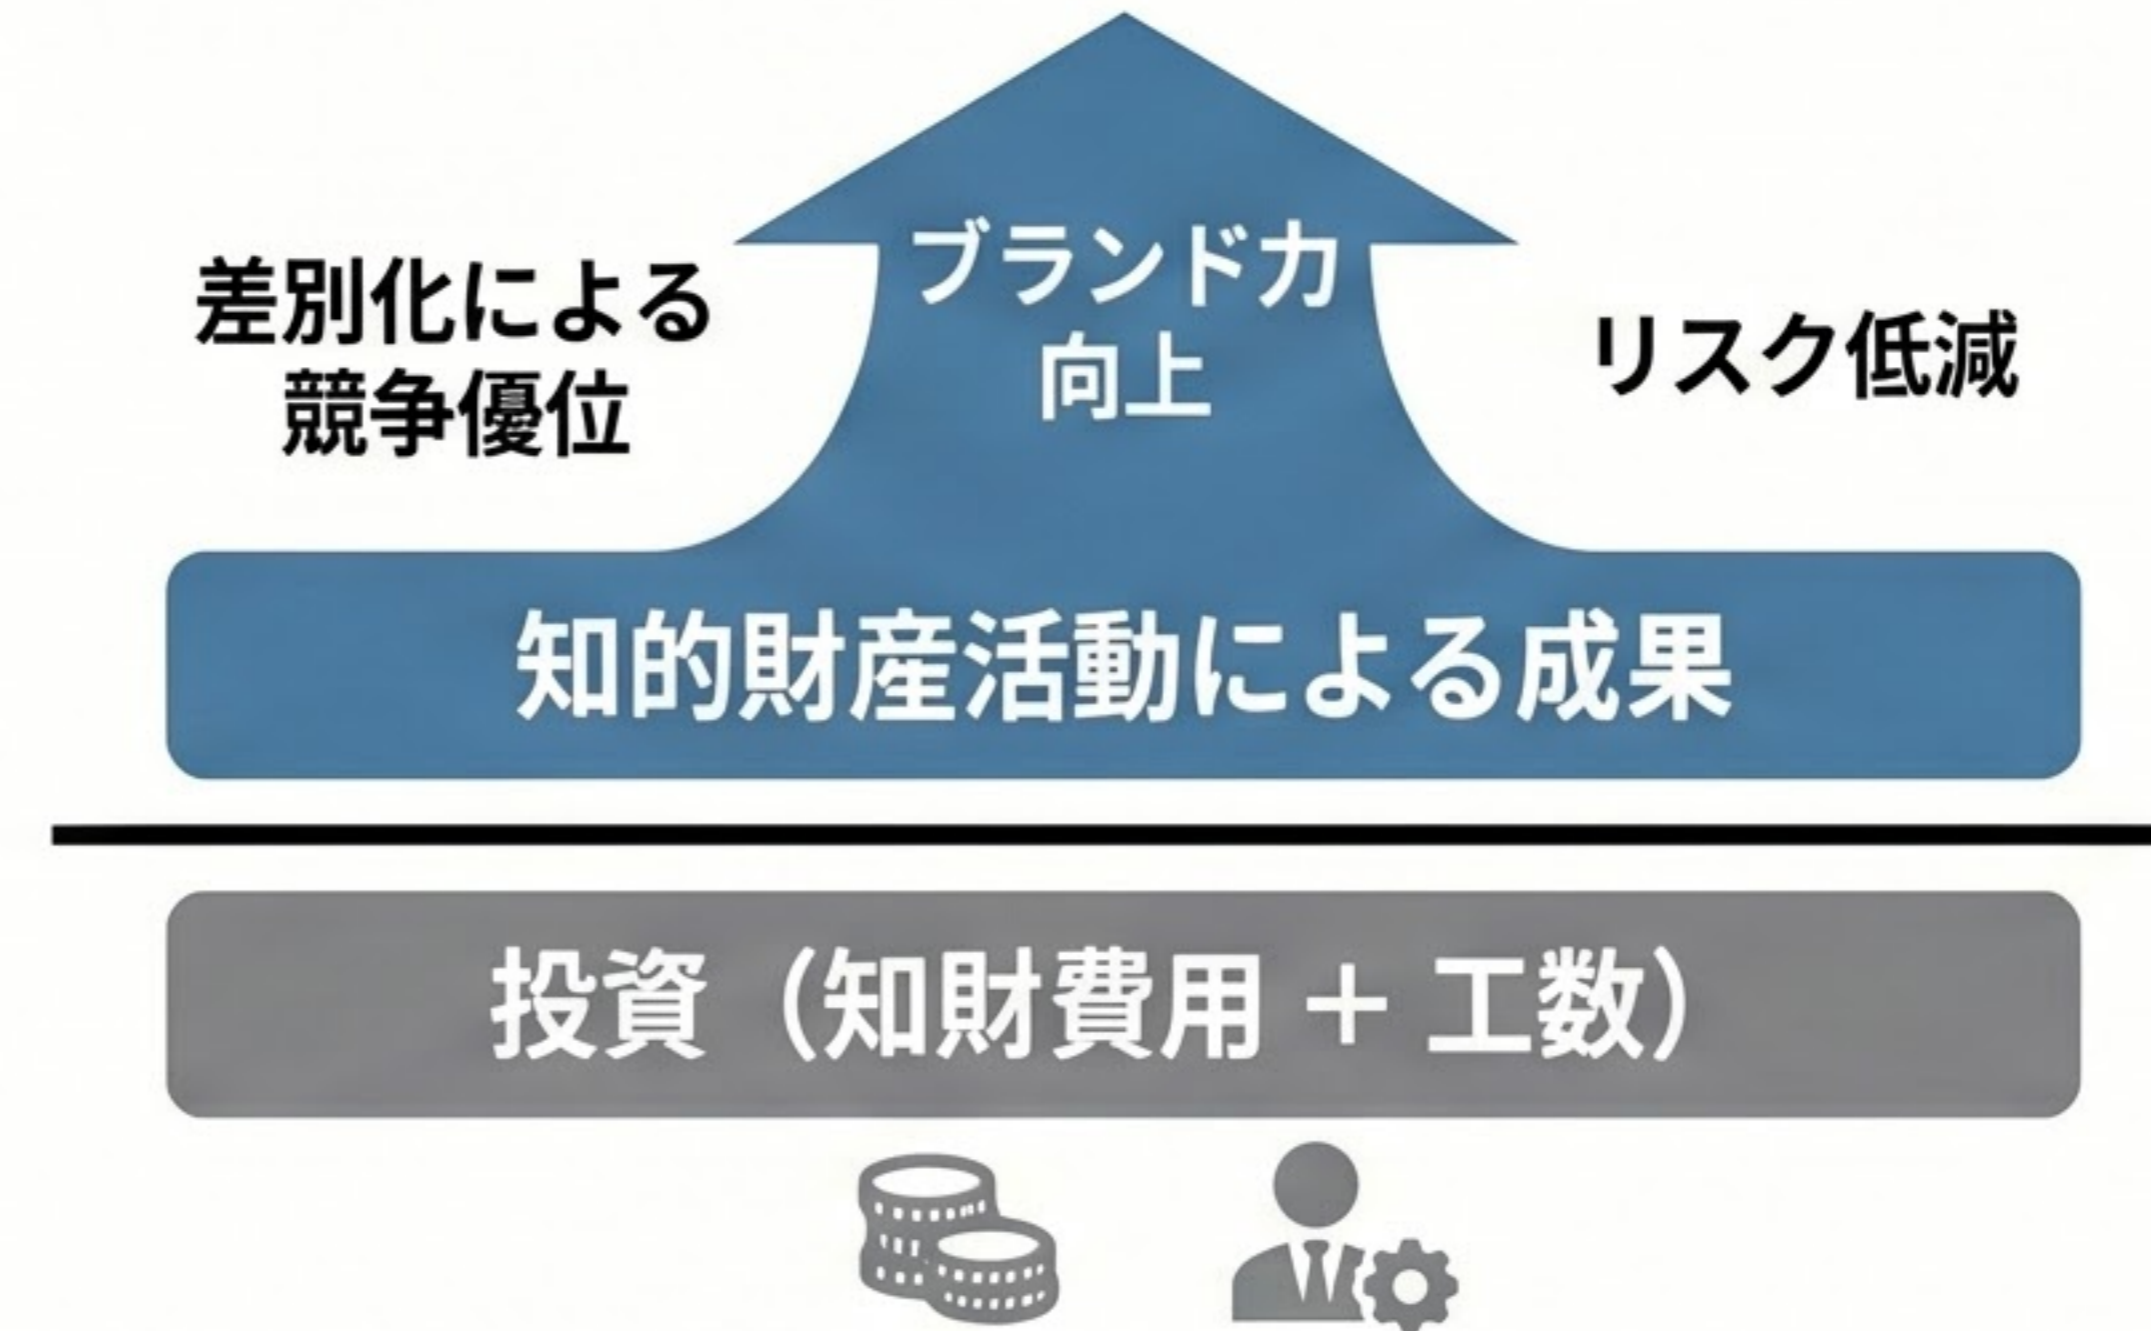 ブランド力
向上
差別化による
競争優位
リスク低減
知的財産活動による成果
投資（知財費用 + 工数）